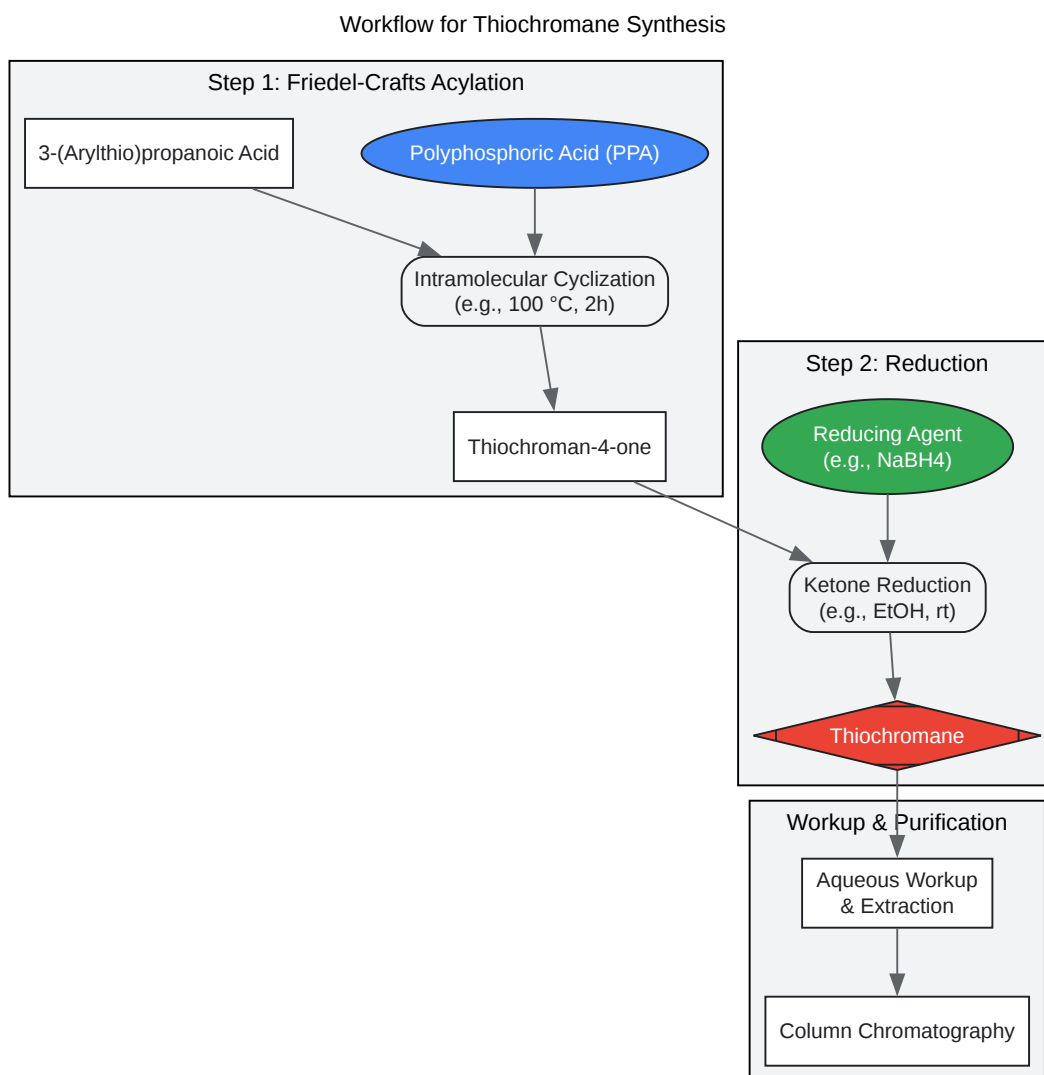 Workflow for Thiochromane Synthesis
Step 1: Friedel-Crafts Acylation
3-(Arylthio)propanoic Acid
Polyphosphoric Acid (PPA)
Intramolecular Cyclization
(e.g., 100 °C, 2h)
Thiochroman-4-one
Step 2: Reduction
Reducing Agent
(e.g., NaBH4)
Ketone Reduction
(e.g., EtOH, rt)
Thiochromane
Workup & Purification
Aqueous Workup
& Extraction
Column Chromatography